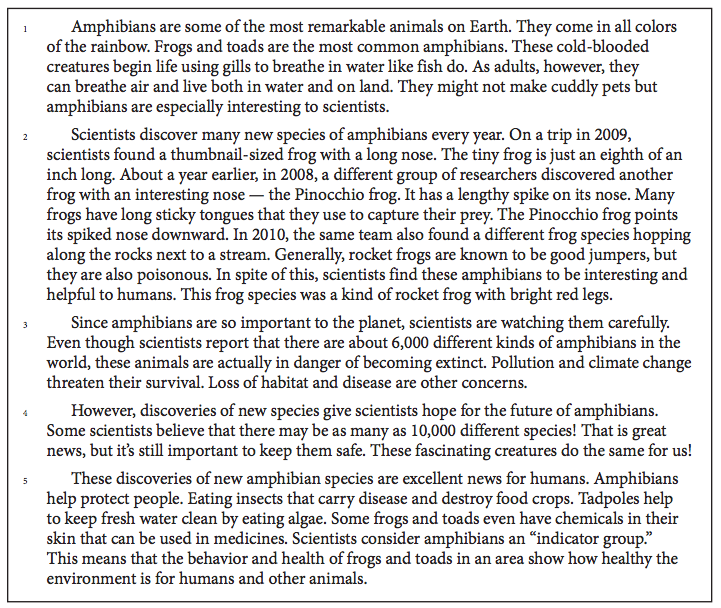 1 Amphibians are some of the most remarkable animals on Earth. They come in all colors
of the rainbow. Frogs and toads are the most common amphibians. These cold-blooded
creatures begin life using gills to breathe in water like fish do. As adults, however, they
can breathe air and live both in water and on land. They might not make cuddly pets but
amphibians are especially interesting to scientists.
2 Scientists discover many new species of amphibians every year. On a trip in 2009,
scientists found a thumbnail-sized frog with a long nose. The tiny frog is just an eighth of an
inch long. About a year earlier, in 2008, a different group of researchers discovered another
frog with an interesting nose — the Pinocchio frog. It has a lengthy spike on its nose. Many
frogs have long sticky tongues that they use to capture their prey. The Pinocchio frog points
its spiked nose downward. In 2010, the same team also found a different frog species hopping
along the rocks next to a stream. Generally, rocket frogs are known to be good jumpers, but
they are also poisonous. In spite of this, scientists find these amphibians to be interesting and
helpful to humans. This frog species was a kind of rocket frog with bright red legs.
3 Since amphibians are so important to the planet, scientists are watching them carefully.
Even though scientists report that there are about 6,000 different kinds of amphibians in the
world, these animals are actually in danger of becoming extinct. Pollution and climate change
threaten their survival. Loss of habitat and disease are other concerns.
4 However, discoveries of new species give scientists hope for the future of amphibians.
Some scientists believe that there may be as many as 10,000 different species! That is great
news, but it's still important to keep them safe. These fascinating creatures do the same for us!
5 These discoveries of new amphibian species are excellent news for humans. Amphibians
help protect people. Eating insects that carry disease and destroy food crops. Tadpoles help
to keep fresh water clean by eating algae. Some frogs and toads even have chemicals in their
skin that can be used in medicines. Scientists consider amphibians an “indicator group.”
This means that the behavior and health of frogs and toads in an area show how healthy the
environment is for humans and other animals.